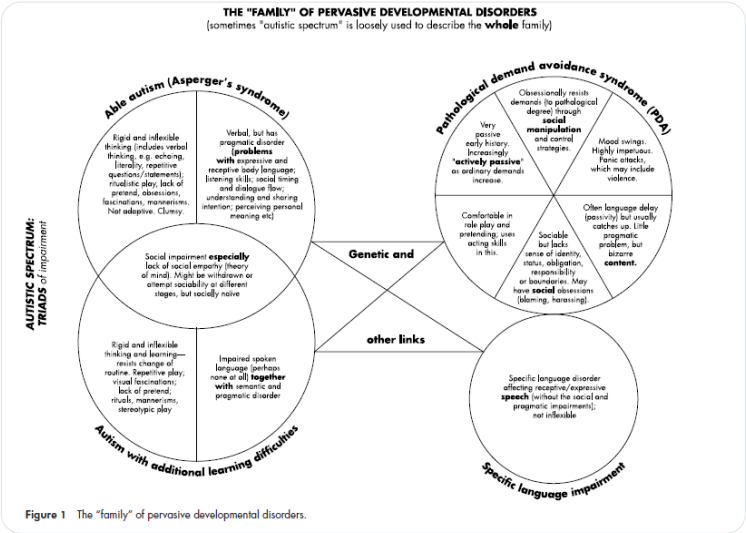 THE "FAMILY" OF PERVASIVE DEVELOPMENTAL DISORDERS
(sometimes "autistic spectrum" is loosely used to describe the whole family)
Able autism (Asperger's syndrome)
Rigid and inflexible
thinking (includes verbal
thinking, e.g. echoing,
literality, repetitive
questions/statements);
ritualistic play, lack of
pretend, obsessions,
fascinations, mannerisms.
Not adaptive. Clumsy.
Verbal, but has
pragmatic disorder
(problems
with expressive and
receptive body language;
listening skills; social timing
and dialogue flow;
understanding and sharing
intention; perceiving personal
meaning etc)
Social impairment especially
lack of social empathy (theory
of mind). Might be withdrawn or
attempt sociability at different
stages, but socially naïve
Rigid and inflexible
thinking and learning—
resists change of
routine. Repetitive play;
visual fascinations;
lack of pretend;
rituals, mannerisms,
stereotypic play
Impaired spoken
language (perhaps
none at all) together
with semantic and
pragmatic disorder
Autism with additional learning difficulties
AUTISTIC SPECTRUM:
TRIADS of impairment
Genetic and
other links
Pathological demand avoidance syndrome (PDA)
Obsessionally resists
demands (to pathological
degree) through
social
manipulation
and control
strategies.
Very
passive
early history.
Increasingly
"actively passive"
as ordinary demands
increase.
Mood swings.
Highly impetuous.
Panic attacks,
which may include
violence.
Comfortable in
role play and
pretending; uses
acting skills
in this.
Sociable
but lacks
sense of identity,
status, obligation,
responsibility
or boundaries. May
have social obsessions
(blaming, harassing).
Often language delay
(passivity) but usually
catches up. Little
pragmatic
problem, but
bizarre
content.
Specific language disorder
affecting receptive/expressive
speech (without the social and
pragmatic impairments);
not inflexible
Specific language impairment
Figure 1 The "family" of pervasive developmental disorders.